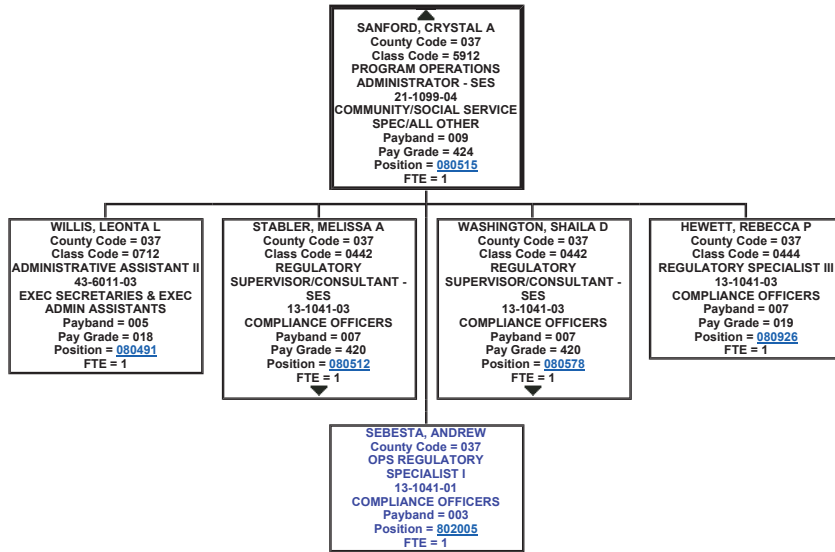 SANFORD, CRYSTAL A
County Code = 037
Class Code = 5912
PROGRAM OPERATIONS
ADMINISTRATOR - SES
21-1099-04
COMMUNITY/SOCIAL SERVICE
SPEC/ALL OTHER
Payband = 009
Pay Grade = 424
Position = 080515
FTE = 1
WILLIS, LEONTA L
County Code = 037
Class Code = 0712
ADMINISTRATIVE ASSISTANT II
43-6011-03
EXEC SECRETARIES & EXEC
ADMIN ASSISTANTS
Payband = 005
Pay Grade = 018
Position = 080491
FTE = 1
STABLER, MELISSA A
County Code = 037
Class Code = 0442
REGULATORY
SUPERVISOR/CONSULTANT -
SES
13-1041-03
COMPLIANCE OFFICERS
Payband = 007
Pay Grade = 420
Position = 080512
FTE = 1
WASHINGTON, SHAILA D
County Code = 037
Class Code = 0442
REGULATORY
SUPERVISOR/CONSULTANT -
SES
13-1041-03
COMPLIANCE OFFICERS
Payband = 007
Pay Grade = 420
Position = 080578
FTE = 1
HEWETT, REBECCA P
County Code = 037
Class Code = 0444
REGULATORY SPECIALIST III
13-1041-03
COMPLIANCE OFFICERS
Payband = 007
Pay Grade = 019
Position = 080926
FTE = 1
SEBESTA, ANDREW
County Code = 037
OPS REGULATORY
SPECIALIST I
13-1041-01
COMPLIANCE OFFICERS
Payband = 003
Position = 802005
FTE = 1